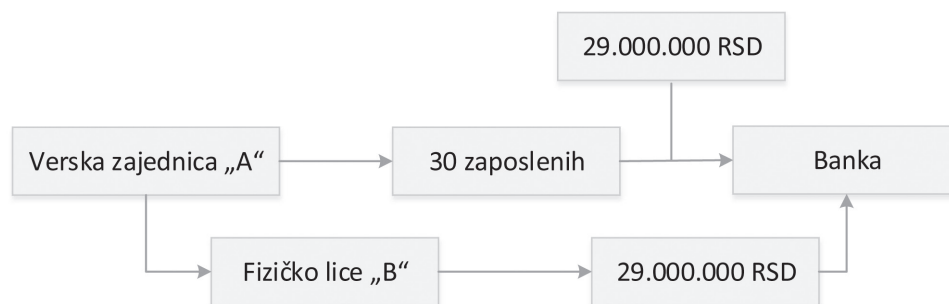 29.000.000 RSD
Verska zajednica „A“
30 zaposlenih
Banka
Fizičko lice „B“
29.000.000 RSD